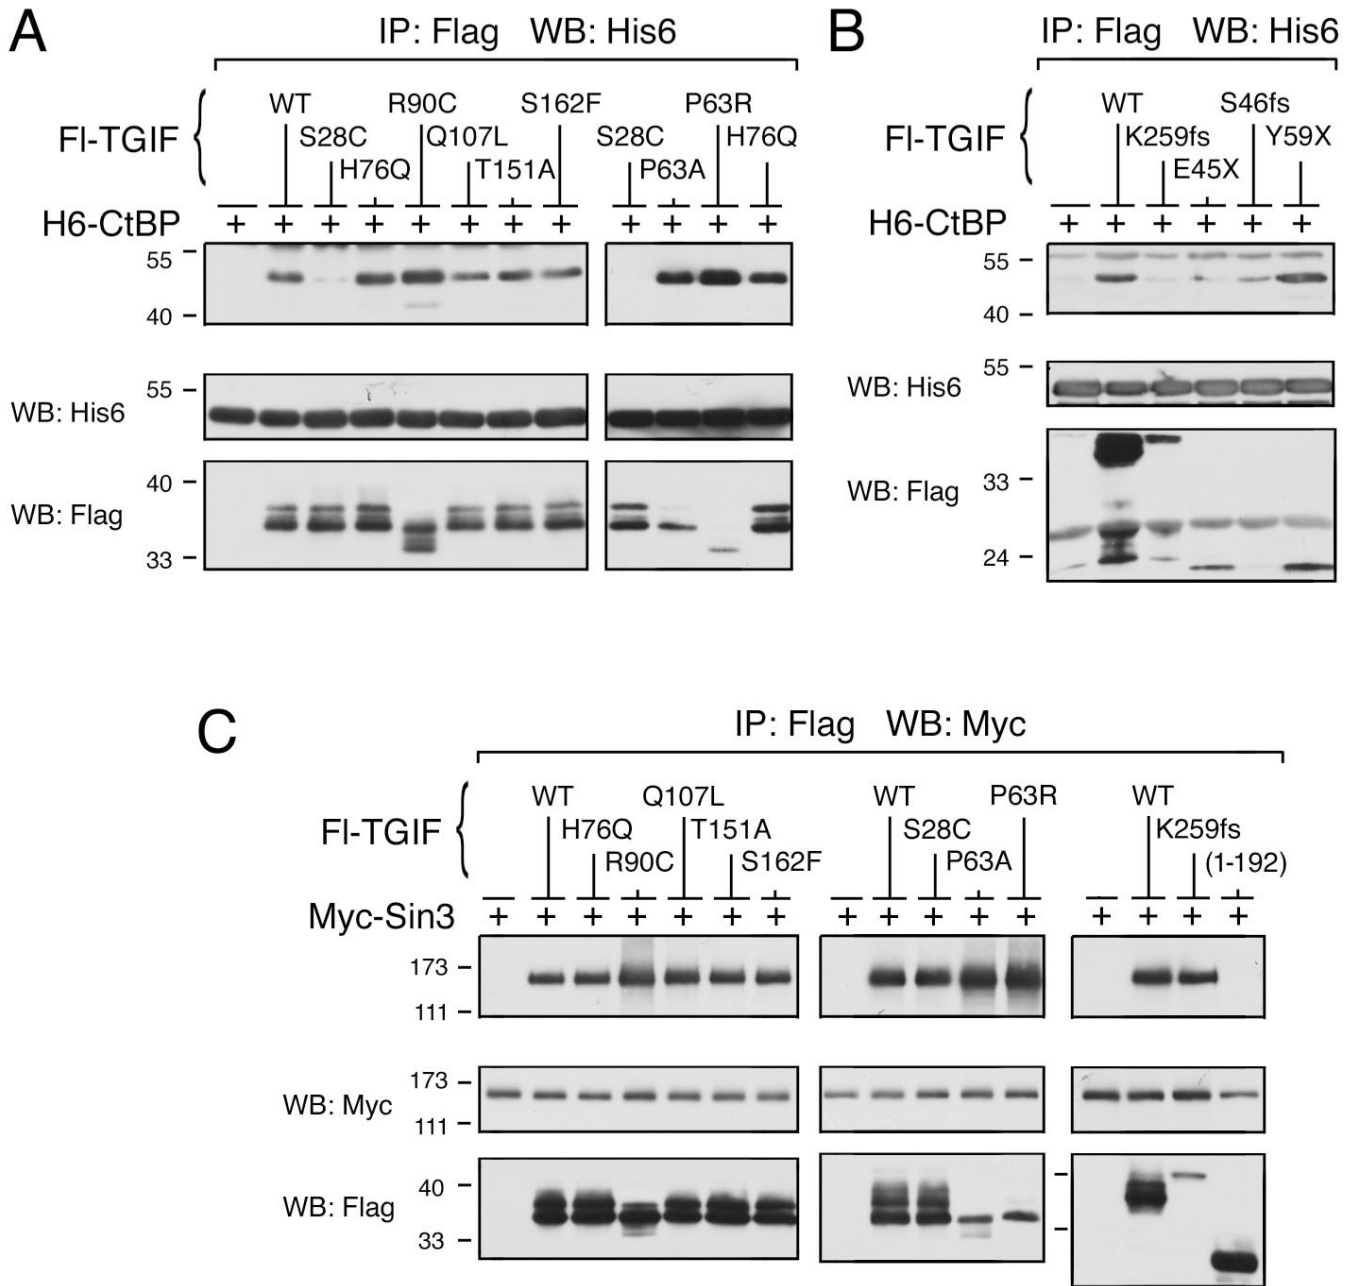 A
IP: Flag WB: His6
Fl-TGIF
WT R90C S162F P63R
S28C Q107L S28C H76Q
H76Q T151A P63A
H6-CtBP + + + + + + + + + + + +
55
40
WB: His6
55
WB: Flag
40
33
B
IP: Flag WB: His6
Fl-TGIF
WT S46fs
K259fs Y59X
E45X
H6-CtBP + + + + + +
55
40
WB: His6
55
WB: Flag
33
24
C
IP: Flag WB: Myc
Fl-TGIF
WT Q107L WT P63R WT
H76Q T151A S28C K259fs
R90C S162F P63A (1-192)
Myc-Sin3 + + + + + + + + + + + + + + + +
173
111
WB: Myc
173
111
WB: Flag
40
33